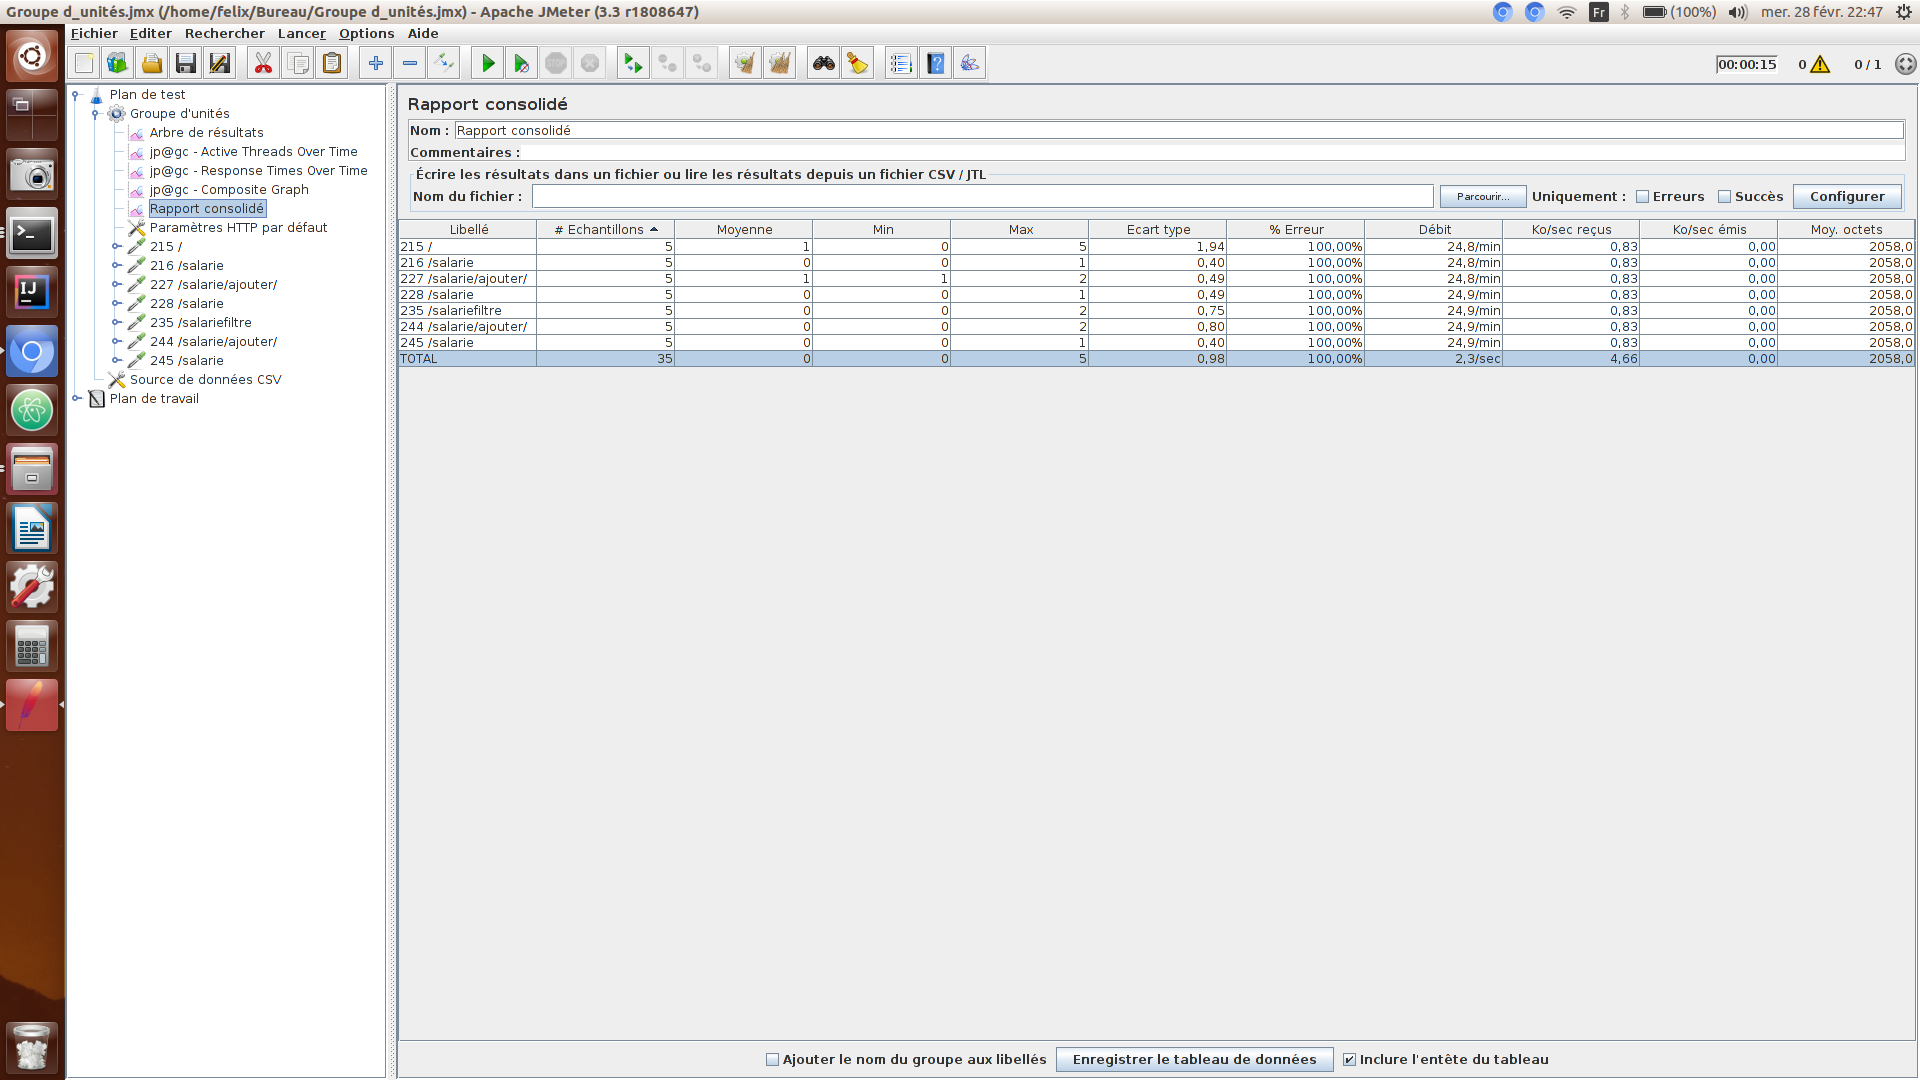 Groupe d_unités.jmx (/home/felix/Bureau/Groupe d_unités.jmx) - Apache JMeter (3.3 r1808647) Fr (100%) mer. 28 févr. 22:47
Fichier Editer Rechercher Lancer Options Aide
STOP 00:00:15 0 0 / 1
Plan de test
Groupe d'unités
Arbre de résultats
jp@gc - Active Threads Over Time
jp@gc - Response Times Over Time
jp@gc - Composite Graph
Rapport consolidé
Paramètres HTTP par défaut
215 /
216 /salarie
227 /salarie/ajouter/
228 /salarie
235 /salariefiltre
244 /salarie/ajouter/
245 /salarie
Source de données CSV
Plan de travail
IJ
Rapport consolidé
Nom : Rapport consolidé
Commentaires :
Écrire les résultats dans un fichier ou lire les résultats depuis un fichier CSV / JTL
Nom du fichier : Parcourir... Uniquement : Erreurs Succès Configurer
Libellé # Echantillons Moyenne Min Max Ecart type % Erreur Débit Ko/sec reçus Ko/sec émis Moy. octets
215 / 5 1 0 5 1,94 100,00% 24,8/min 0,83 0,00 2058,0
216 /salarie 5 0 0 1 0,40 100,00% 24,8/min 0,83 0,00 2058,0
227 /salarie/ajouter/ 5 1 1 2 0,49 100,00% 24,8/min 0,83 0,00 2058,0
228 /salarie 5 0 0 1 0,49 100,00% 24,9/min 0,83 0,00 2058,0
235 /salariefiltre 5 0 0 2 0,75 100,00% 24,9/min 0,83 0,00 2058,0
244 /salarie/ajouter/ 5 0 0 2 0,80 100,00% 24,9/min 0,83 0,00 2058,0
245 /salarie 5 0 0 1 0,40 100,00% 24,9/min 0,83 0,00 2058,0
TOTAL 35 0 0 5 0,98 100,00% 2,3/sec 4,66 0,00 2058,0
Ajouter le nom du groupe aux libellés Enregistrer le tableau de données Inclure l'entête du tableau